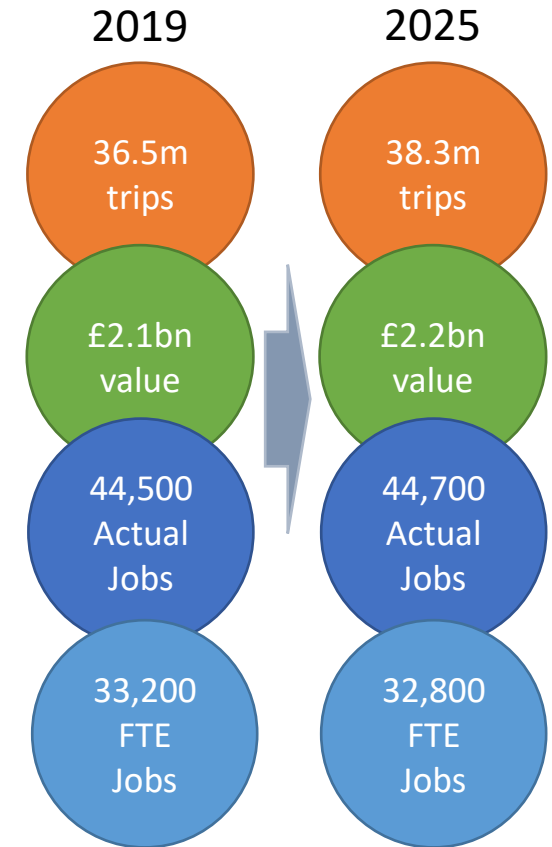 2019
36.5m
trips
£2.1bn
value
44,500
Actual
Jobs
33,200
FTE
Jobs
2025
38.3m
trips
£2.2bn
value
44,700
Actual
Jobs
32,800
FTE
Jobs